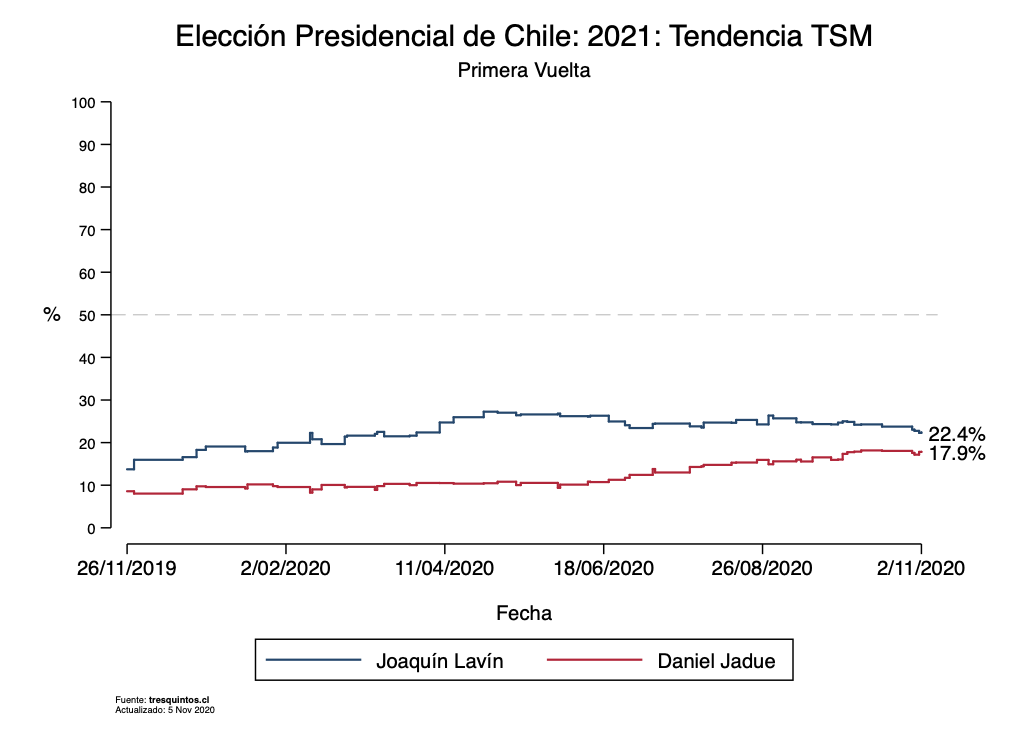 Elección Presidencial de Chile: 2021: Tendencia TSM
Primera Vuelta
100
90
80
70
60
% 50
40
30
20
10
0
22.4%
17.9%
26/11/2019 2/02/2020 11/04/2020 18/06/2020 26/08/2020 2/11/2020
Fecha
Joaquín Lavín Daniel Jadue
Fuente: tresquintos.cl
Actualizado: 5 Nov 2020